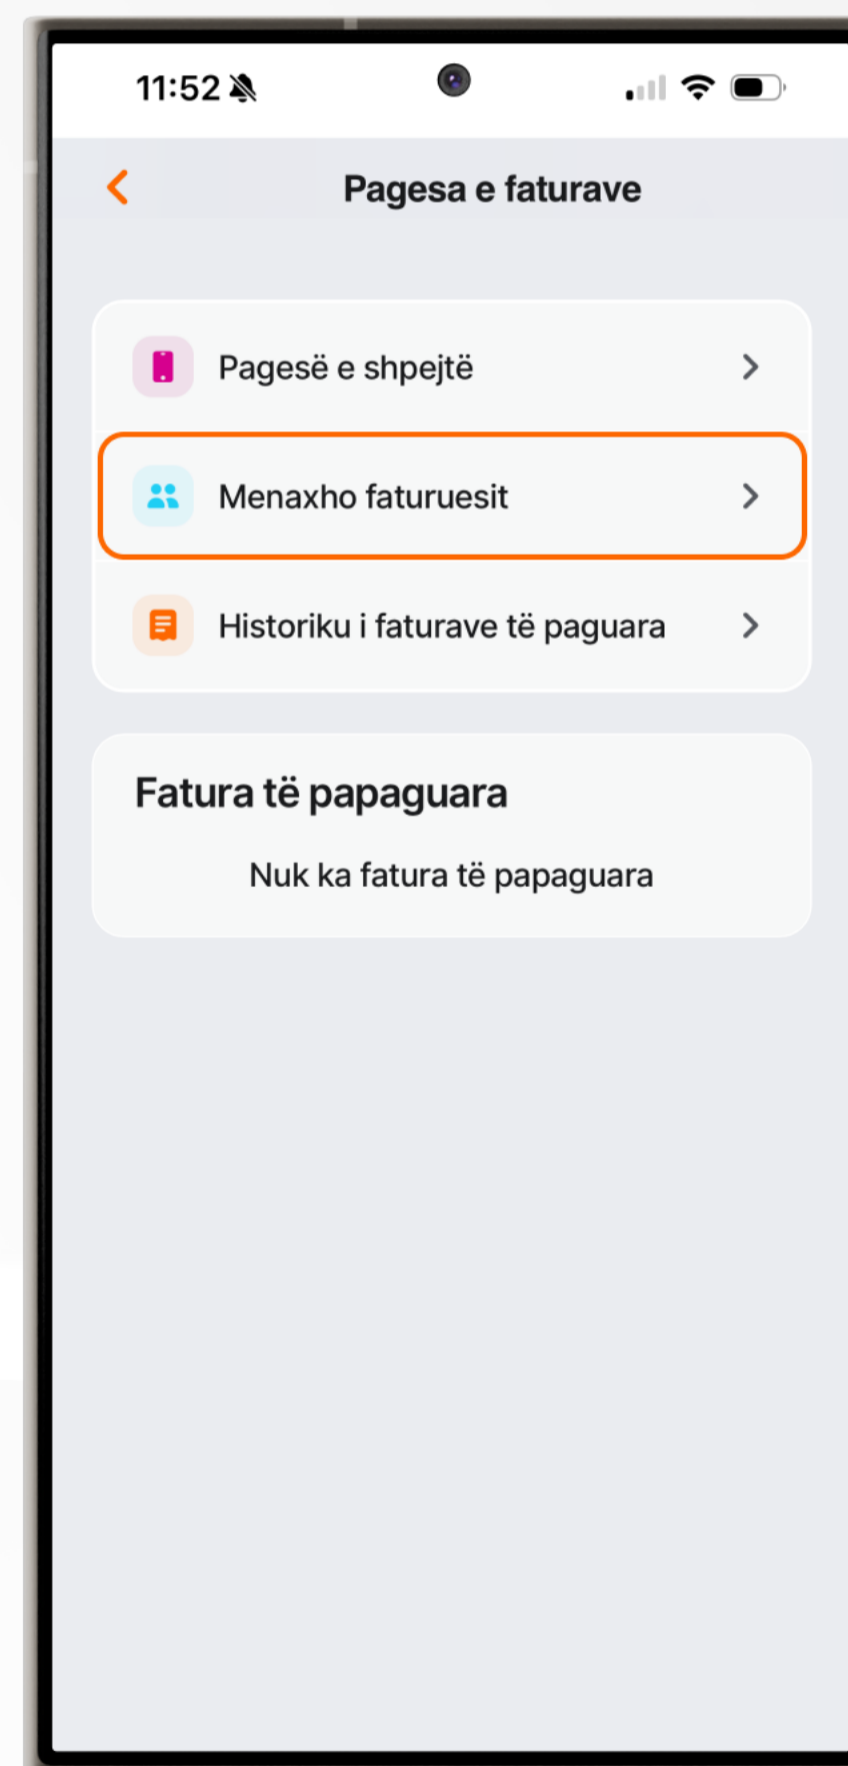 11:52
Pagesa e faturave
Pagesë e shpejtë
Menaxho faturuesit
Historiku i faturave të paguara
Fatura të papaguara
Nuk ka fatura të papaguara